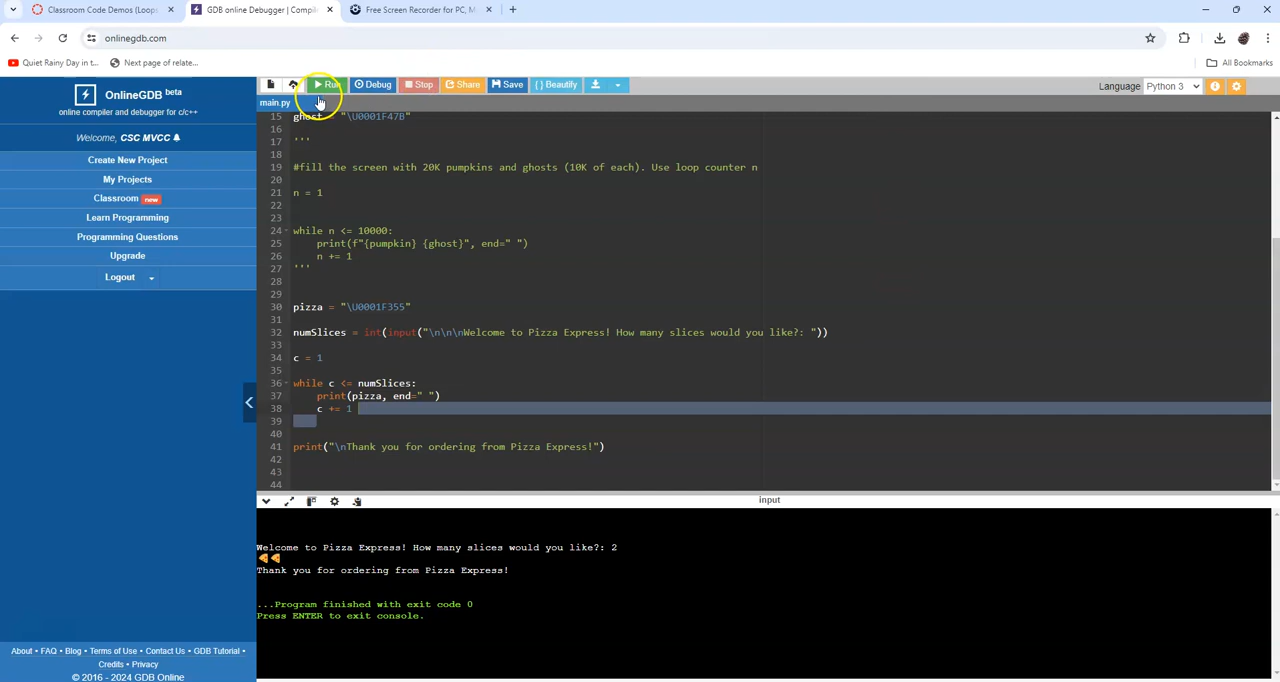 Classroom Code Demos (Loops
GDB online Debugger | Compile
Free Screen Recorder for PC, M
onlinegdb.com
Quiet Rainy Day in t...
Next page of relate...
All Bookmarks
OnlineGDB beta
online compiler and debugger for c/c++
Welcome, CSC MVCC
Create New Project
My Projects
Classroom new
Learn Programming
Programming Questions
Upgrade
Logout
Run
Debug
Stop
Share
Save
{ } Beautify
Language Python 3
main.py
15 ghost = "\U0001F47B"
16
17 '''
18
19 #fill the screen with 20K pumpkins and ghosts (10K of each). Use loop counter n
20
21 n = 1
22
23
24 while n <= 10000:
25 print(f"{pumpkin} {ghost}", end=" ")
26 n += 1
27 '''
28
29
30 pizza = "\U0001F355"
31
32 numSlices = int(input("\n\n\nWelcome to Pizza Express! How many slices would you like?: "))
33
34 c = 1
35
36 while c <= numSlices:
37 print(pizza, end=" ")
38 c += 1
39
40
41 print("\nThank you for ordering from Pizza Express!")
42
43
44
input
Welcome to Pizza Express! How many slices would you like?: 2
Thank you for ordering from Pizza Express!
...Program finished with exit code 0
Press ENTER to exit console.
About • FAQ • Blog • Terms of Use • Contact Us • GDB Tutorial •
Credits • Privacy
© 2016 - 2024 GDB Online